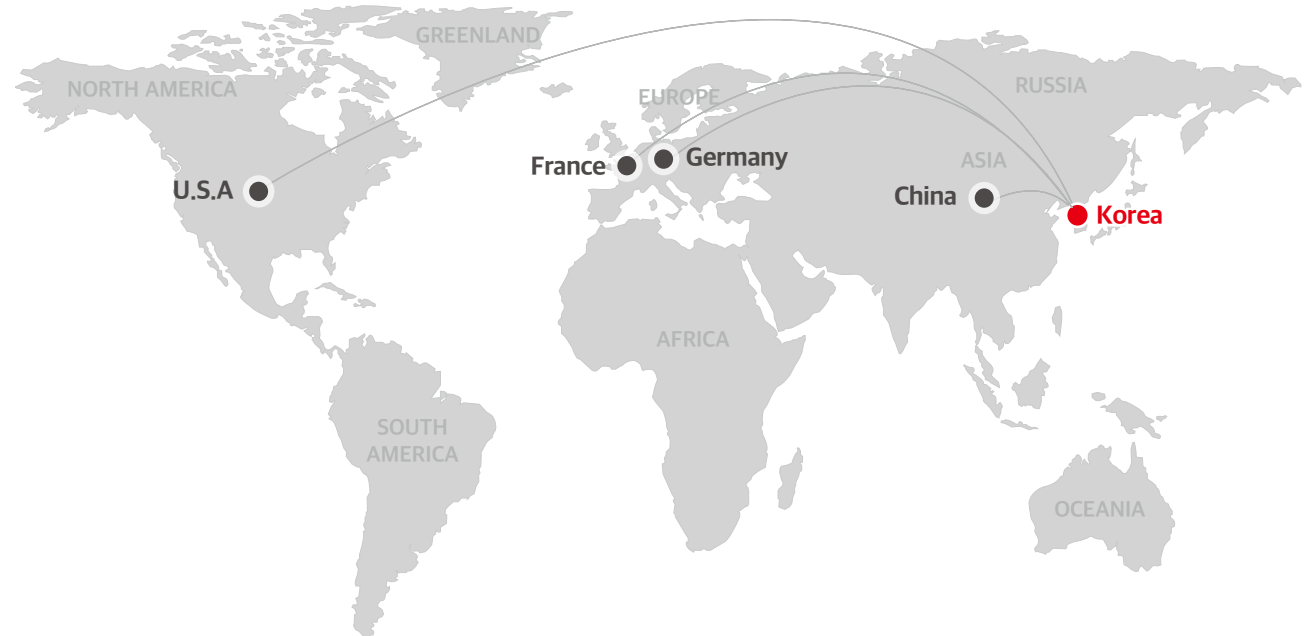 GREENLAND
NORTH AMERICA
EUROPE
RUSSIA
France
Germany
ASIA
U.S.A
China
Korea
AFRICA
SOUTH
AMERICA
OCEANIA